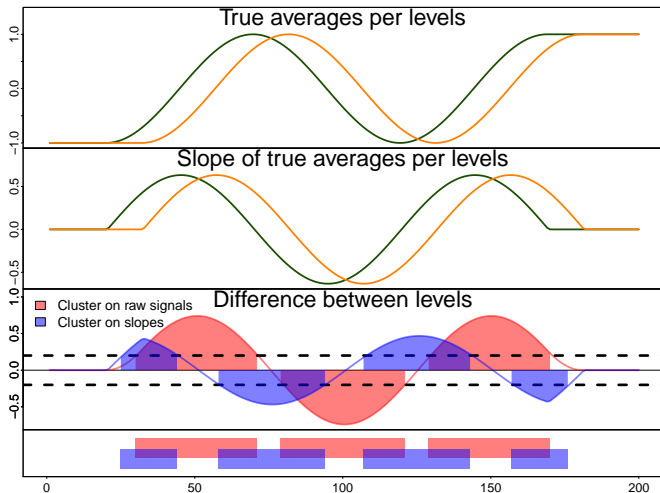 True averages per levels
1.0
0.0
−1.0
Slope of true averages per levels
0.5
0.0
−0.5
Difference between levels
Cluster on raw signals
Cluster on slopes
1.0
0.5
0.0
−0.5
0 50 100 150 200